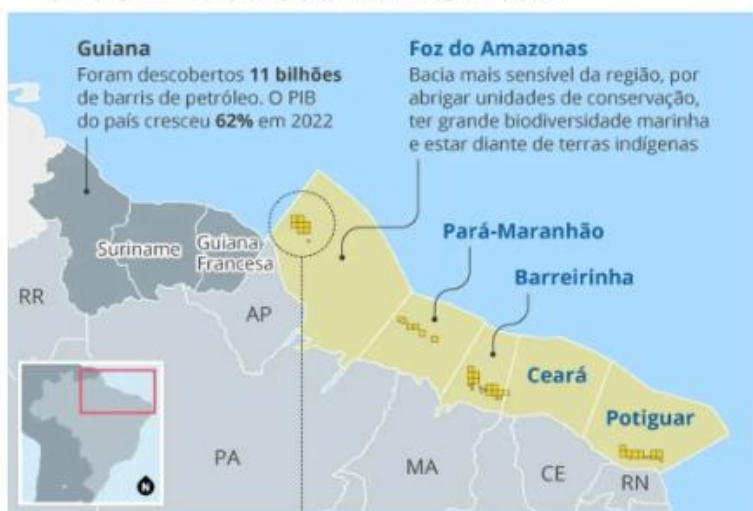 Guiana
Foram descobertos 11 bilhões
de barris de petróleo. O PIB
do país cresceu 62% em 2022
Foz do Amazonas
Bacia mais sensível da região, por
abrigar unidades de conservação,
ter grande biodiversidade marinha
e estar diante de terras indígenas
Pará-Maranhão
Barreirinha
Suriname
Guiana
Francesa
RR
AP
Ceará
Potiguar
PA
MA
CE
RN
N